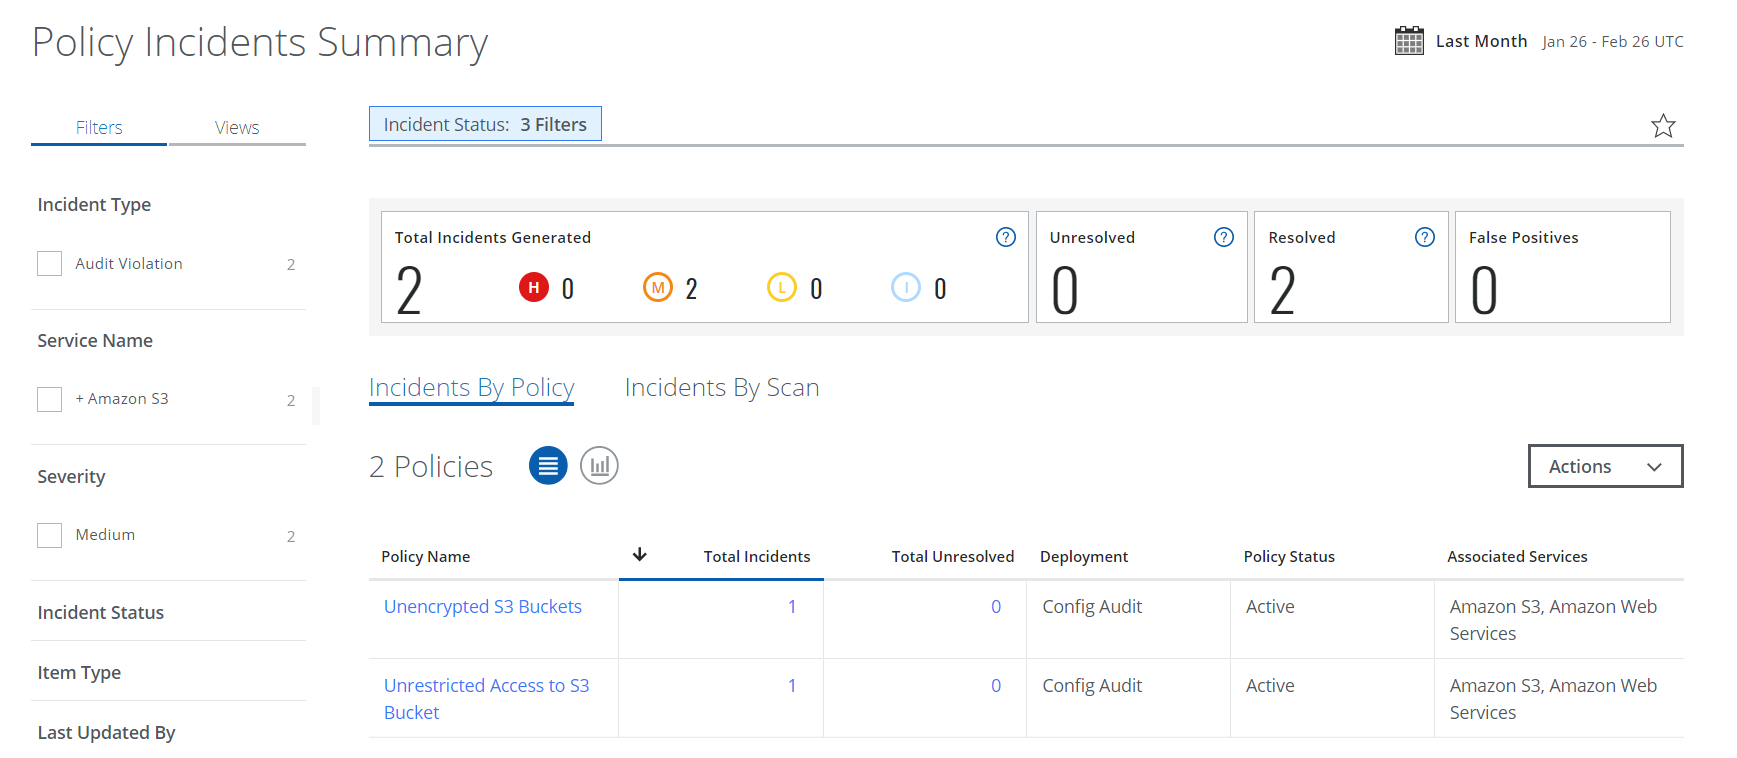 Policy Incidents Summary
Last Month Jan 26 - Feb 26 UTC
Filters
Views
Incident Status: 3 Filters
Incident Type
Audit Violation 2
Service Name
+ Amazon S3 2
Severity
Medium 2
Incident Status
Item Type
Last Updated By
Total Incidents Generated ?
2 H 0 M 2 L 0 I 0
Unresolved ?
0
Resolved ?
2
False Positives
0
Incidents By Policy
Incidents By Scan
2 Policies
Actions
Policy Name Total Incidents Total Unresolved Deployment Policy Status Associated Services
Unencrypted S3 Buckets 1 0 Config Audit Active Amazon S3, Amazon Web
Services
Unrestricted Access to S3 1 0 Config Audit Active Amazon S3, Amazon Web
Bucket Services